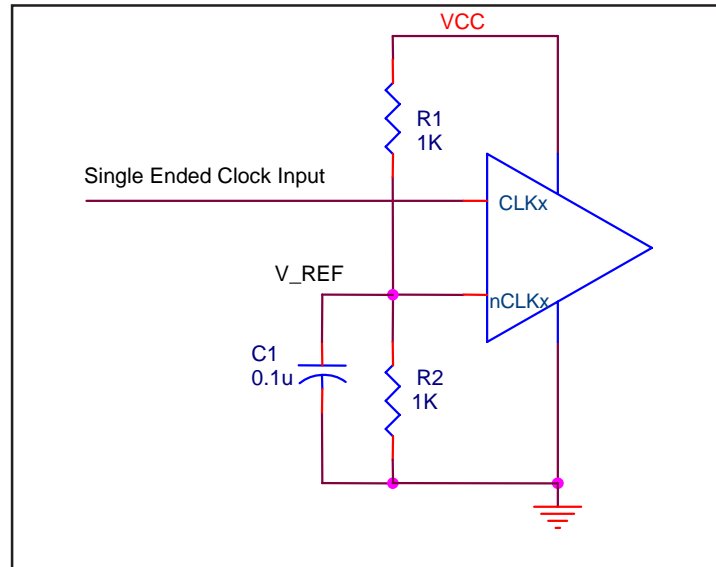 VCC
R1
1K
Single Ended Clock Input
CLKx
V_REF
nCLKx
C1
0.1u
R2
1K